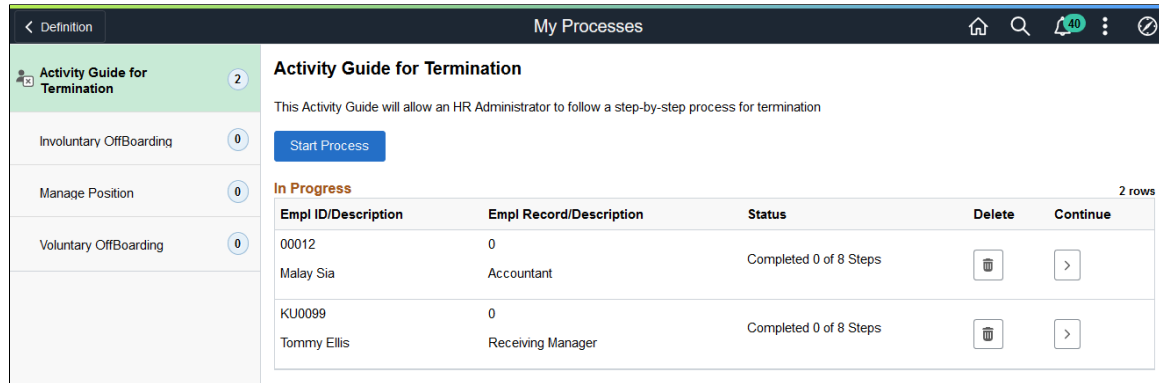 Definition
My Processes
40
Activity Guide for
Termination
2
Involuntary OffBoarding
0
Manage Position
0
Voluntary OffBoarding
0
Activity Guide for Termination
This Activity Guide will allow an HR Administrator to follow a step-by-step process for termination
Start Process
In Progress
2 rows
Empl ID/Description Empl Record/Description Status Delete Continue
00012 0
Completed 0 of 8 Steps
Malay Sia Accountant
KU0099 0
Completed 0 of 8 Steps
Tommy Ellis Receiving Manager